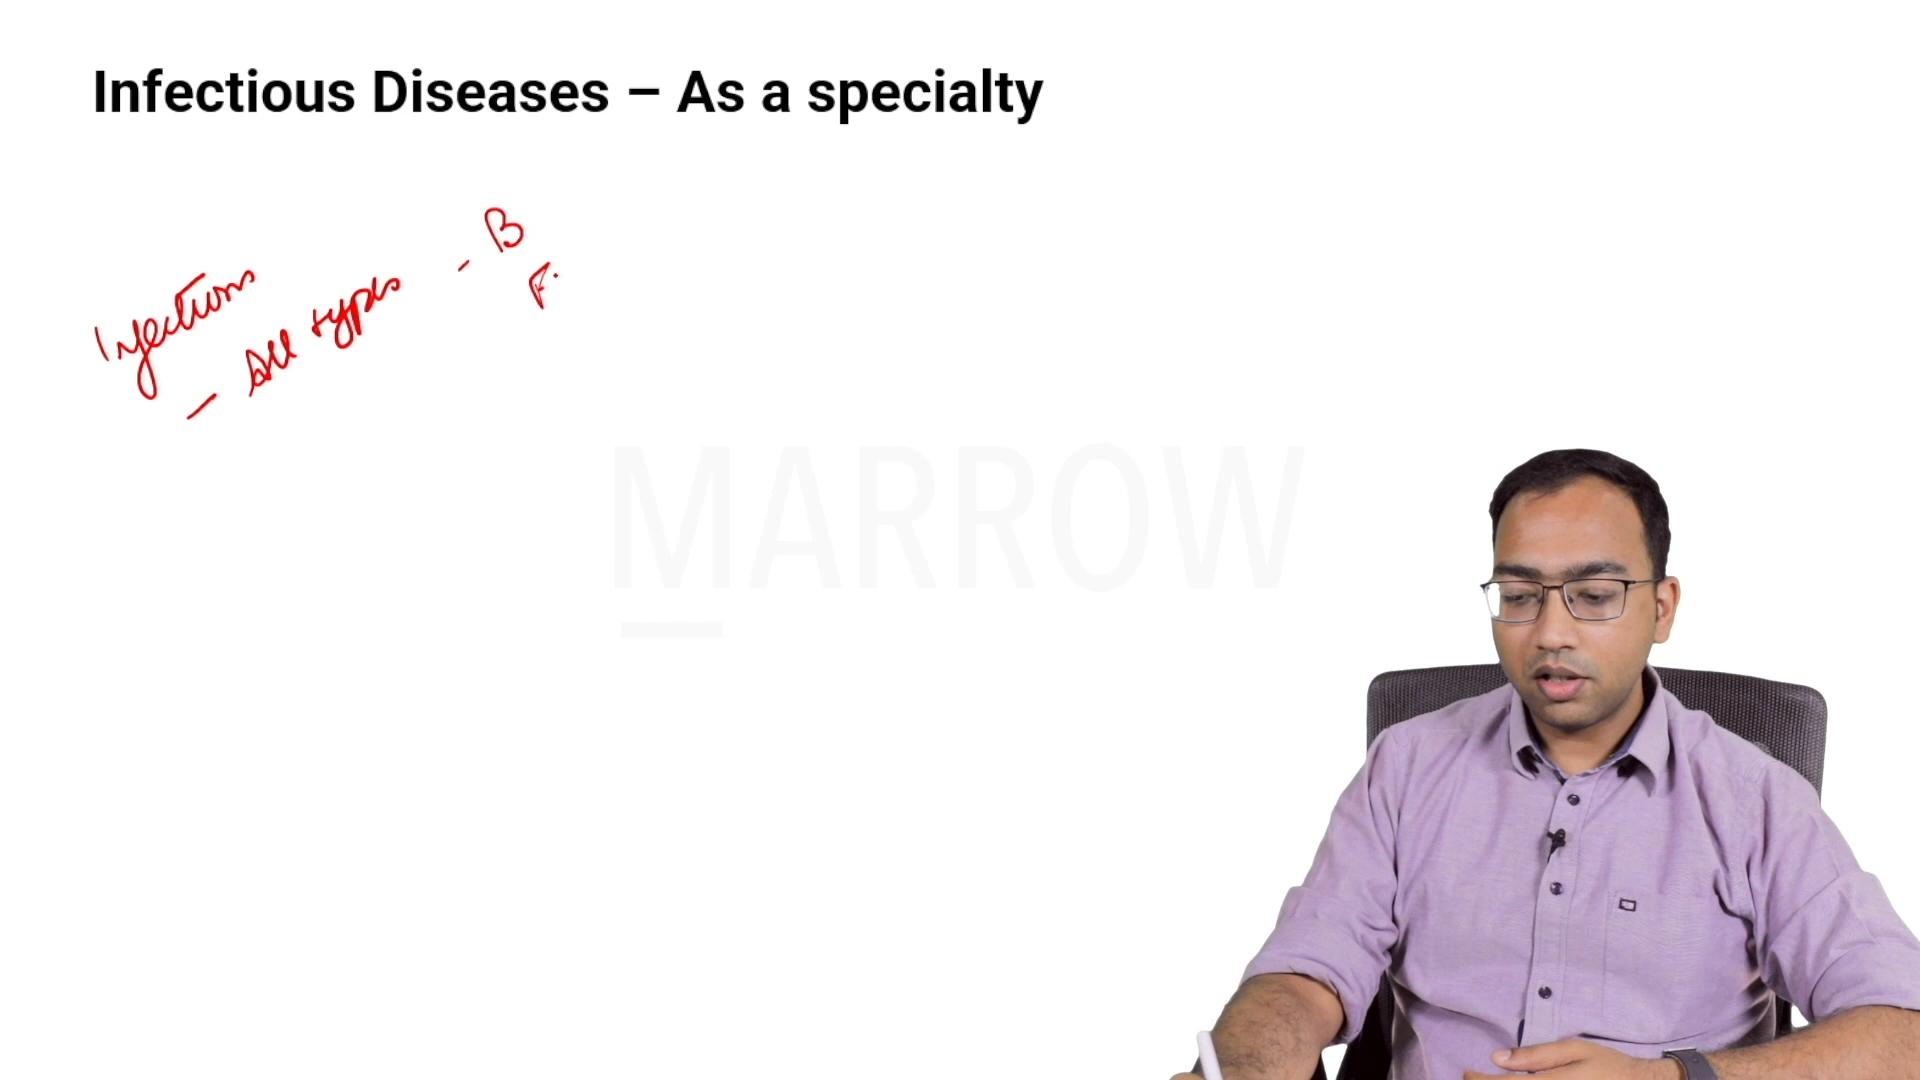 Infectious Diseases – As a specialty
Infections
– All types - B
F.
MARROW